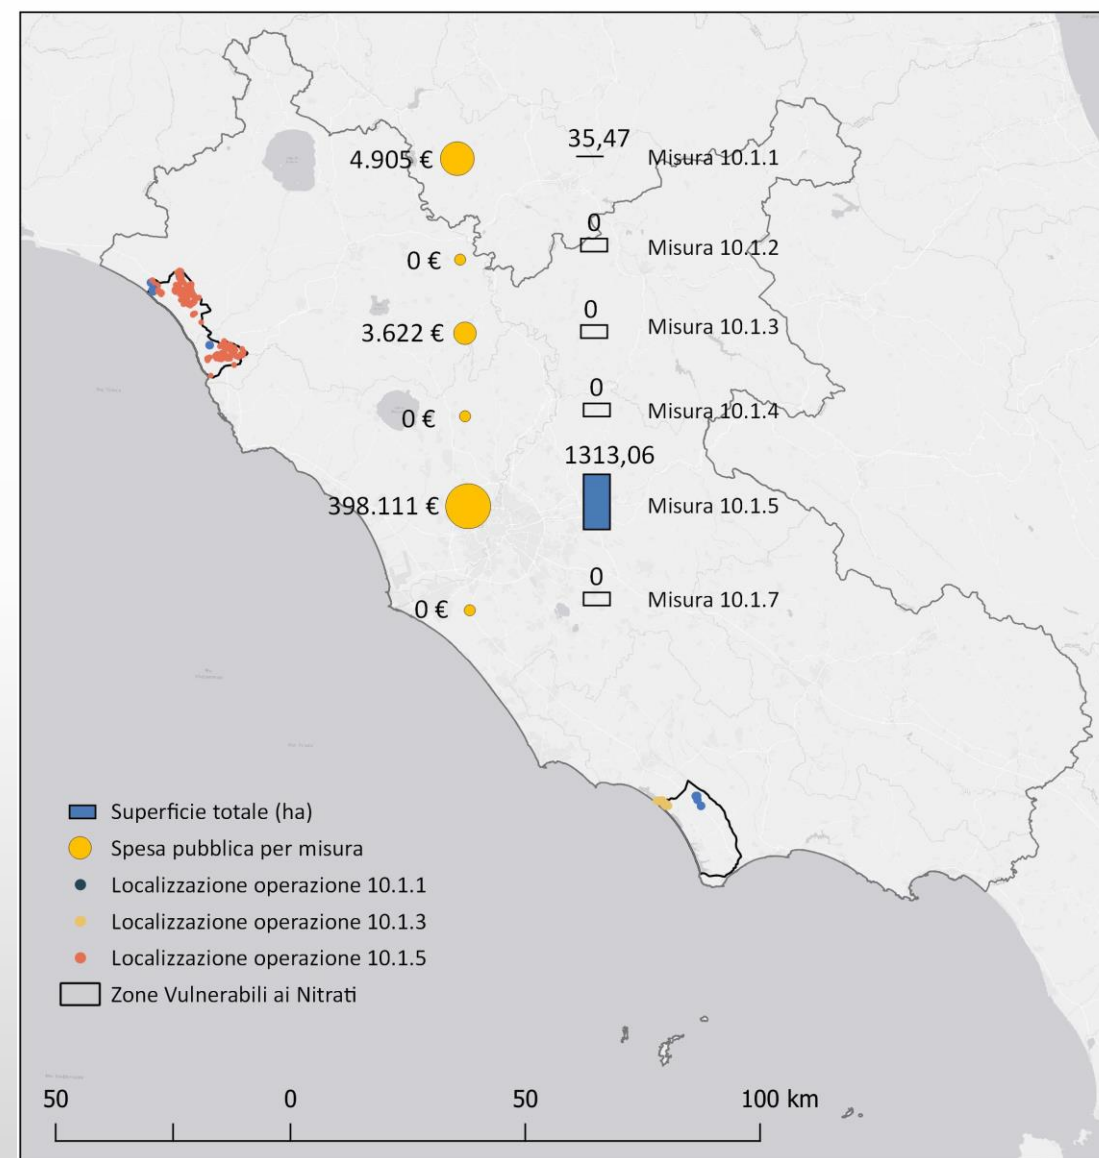 35,47
4.905 €
Misura 10.1.1
0
0 €
Misura 10.1.2
0
3.622 €
Misura 10.1.3
0
0 €
Misura 10.1.4
1313,06
398.111 €
Misura 10.1.5
0
0 €
Misura 10.1.7
Superficie totale (ha)
Spesa pubblica per misura
Localizzazione operazione 10.1.1
Localizzazione operazione 10.1.3
Localizzazione operazione 10.1.5
Zone Vulnerabili ai Nitrati
50 0 50 100 km